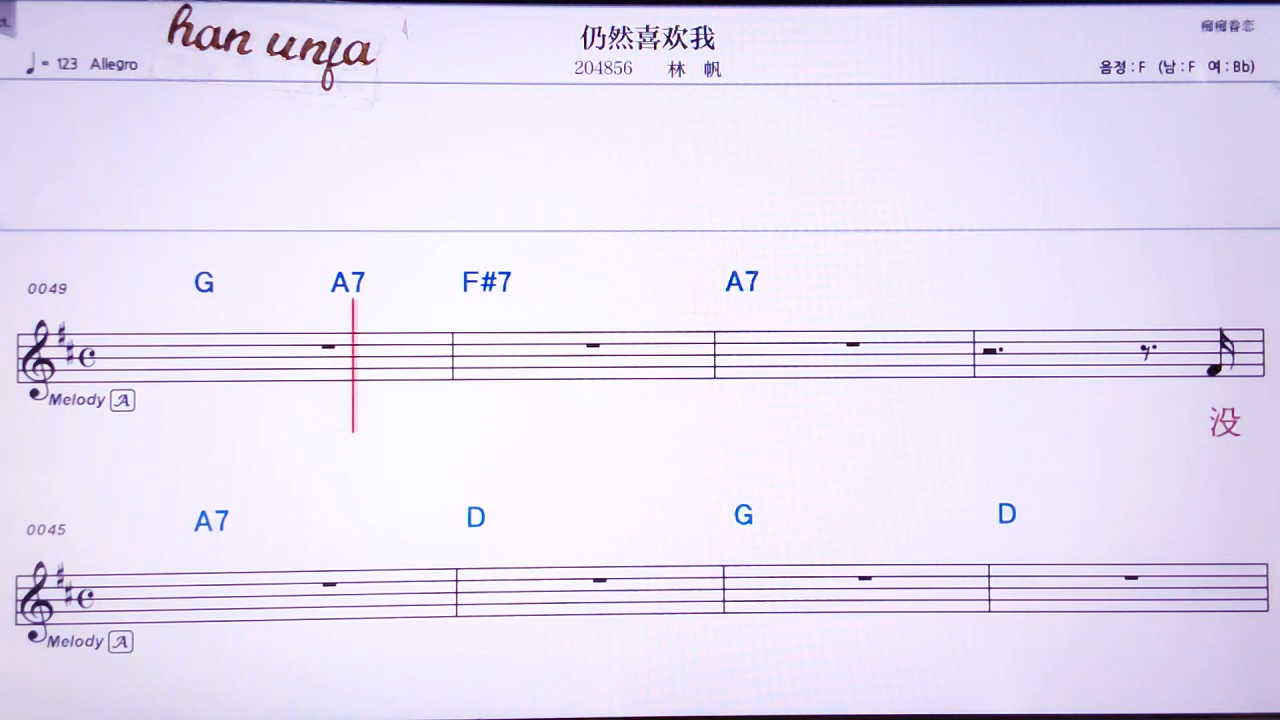 han unfa
仍然喜欢我
♩= 123 Allegro
204856 林 帆
음정 : F (남 : F 여 : Bb)
0049 G A7 F#7 A7
Melody A
没
0045 A7 D G D
Melody A